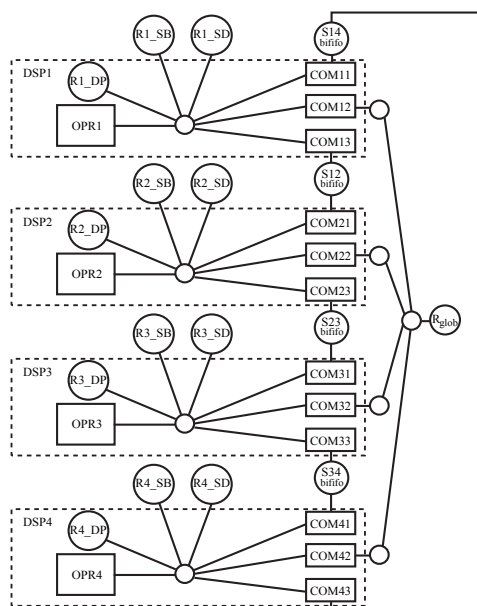 R1_SB
R1_SD
S14
bififo
DSP1
R1_DP
COM11
OPR1
COM12
COM13
R2_SB
R2_SD
S12
bififo
DSP2
R2_DP
COM21
OPR2
COM22
COM23
R3_SB
R3_SD
S23
bififo
R_glob
DSP3
R3_DP
COM31
OPR3
COM32
COM33
R4_SB
R4_SD
S34
bififo
DSP4
R4_DP
COM41
OPR4
COM42
COM43